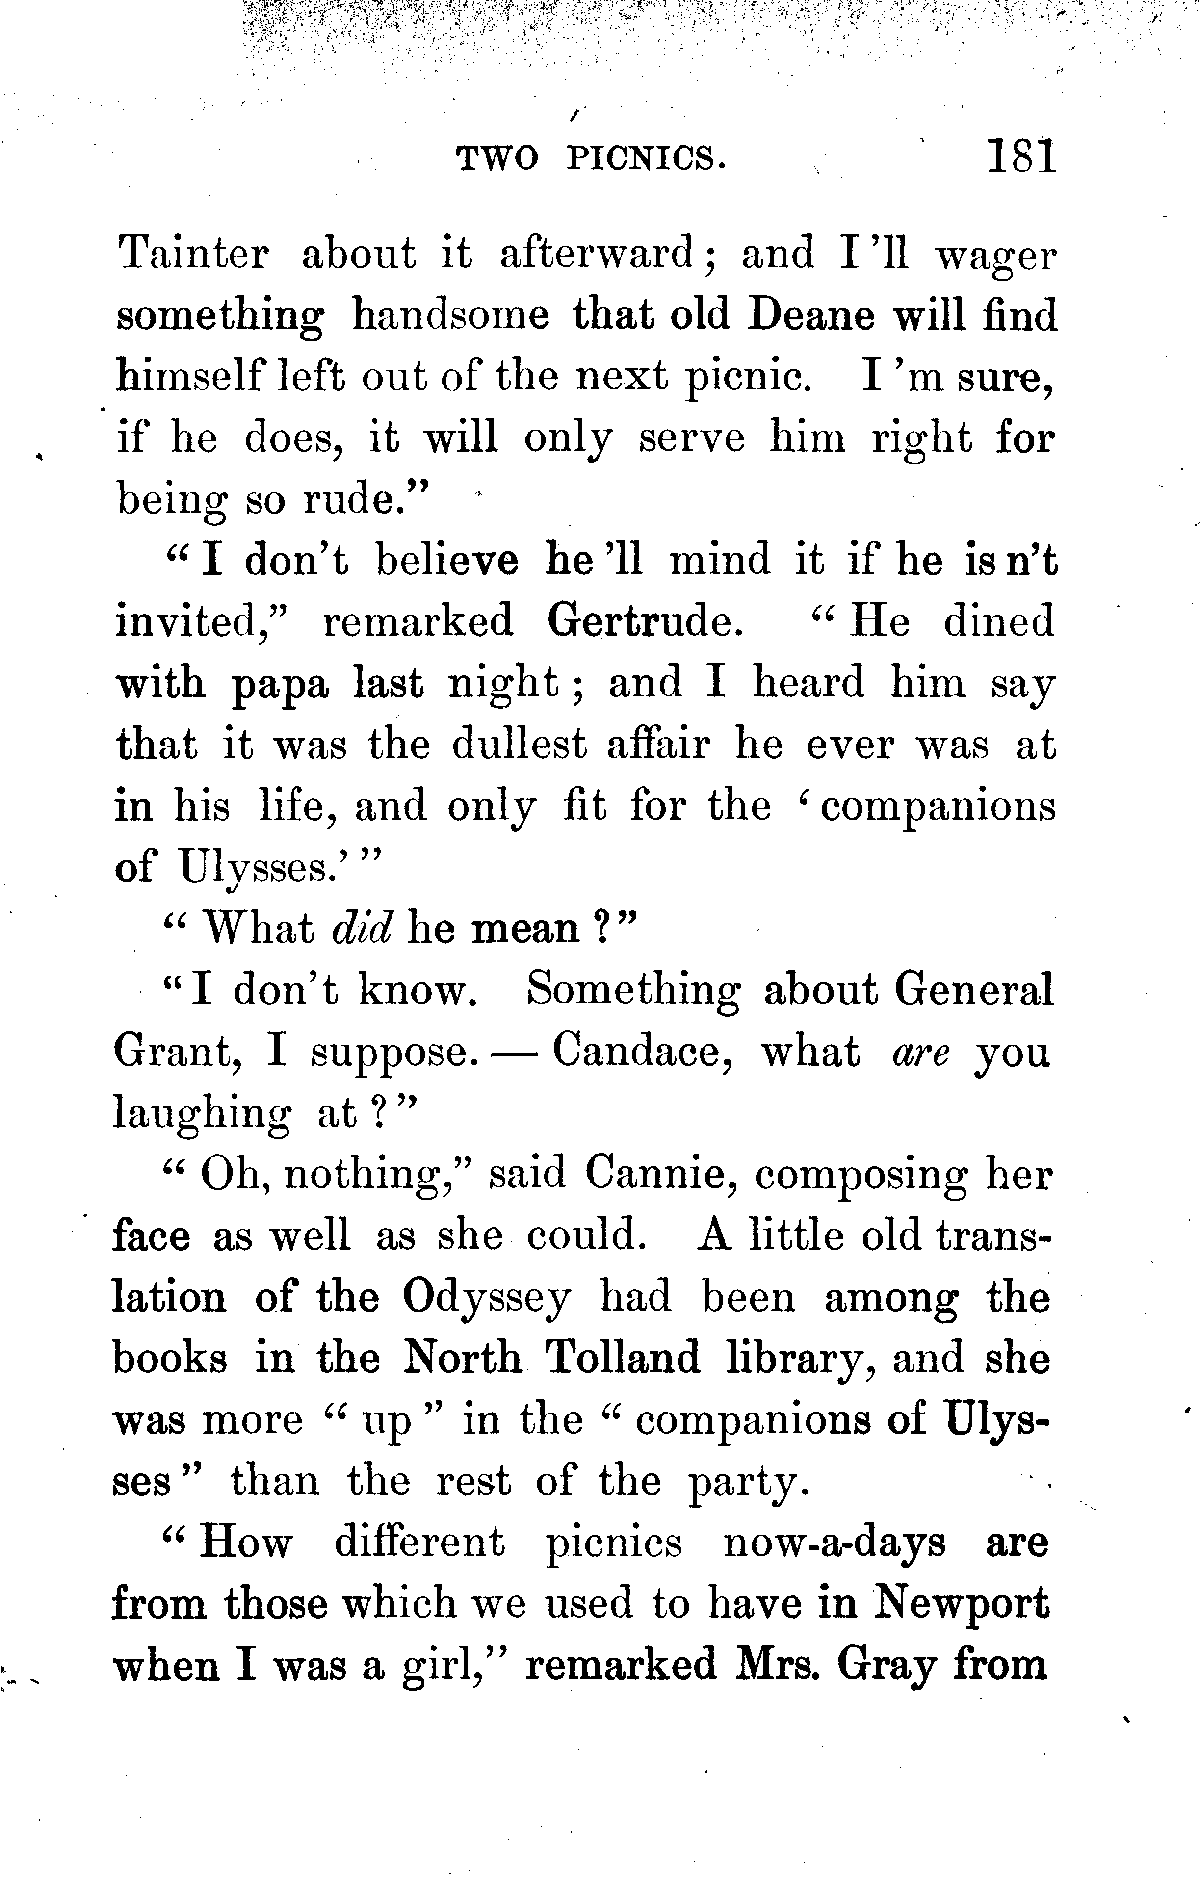 TWO PICNICS. 181
Tainter about it afterward; and I'll wager
something handsome that old Deane will find
himself left out of the next picnic. I'm sure,
if he does, it will only serve him right for
being so rude."
"I don't believe he'll mind it if he isn't
invited," remarked Gertrude. "He dined
with papa last night; and I heard him say
that it was the dullest affair he ever was at
in his life, and only fit for the 'companions
of Ulysses.'"
"What did he mean?"
"I don't know. Something about General
Grant, I suppose. — Candace, what are you
laughing at?"
"Oh, nothing," said Cannie, composing her
face as well as she could. A little old trans-
lation of the Odyssey had been among the
books in the North Tolland library, and she
was more "up" in the "companions of Ulys-
ses" than the rest of the party.
"How different picnics now-a-days are
from those which we used to have in Newport
when I was a girl," remarked Mrs. Gray from